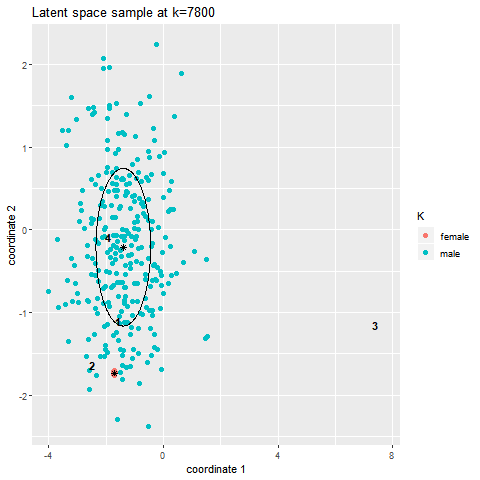 Latent space sample at k=7800
coordinate 2
2
1
0
-1
-2
4
1
2
3
-4
0
4
8
coordinate 1
K
female
male